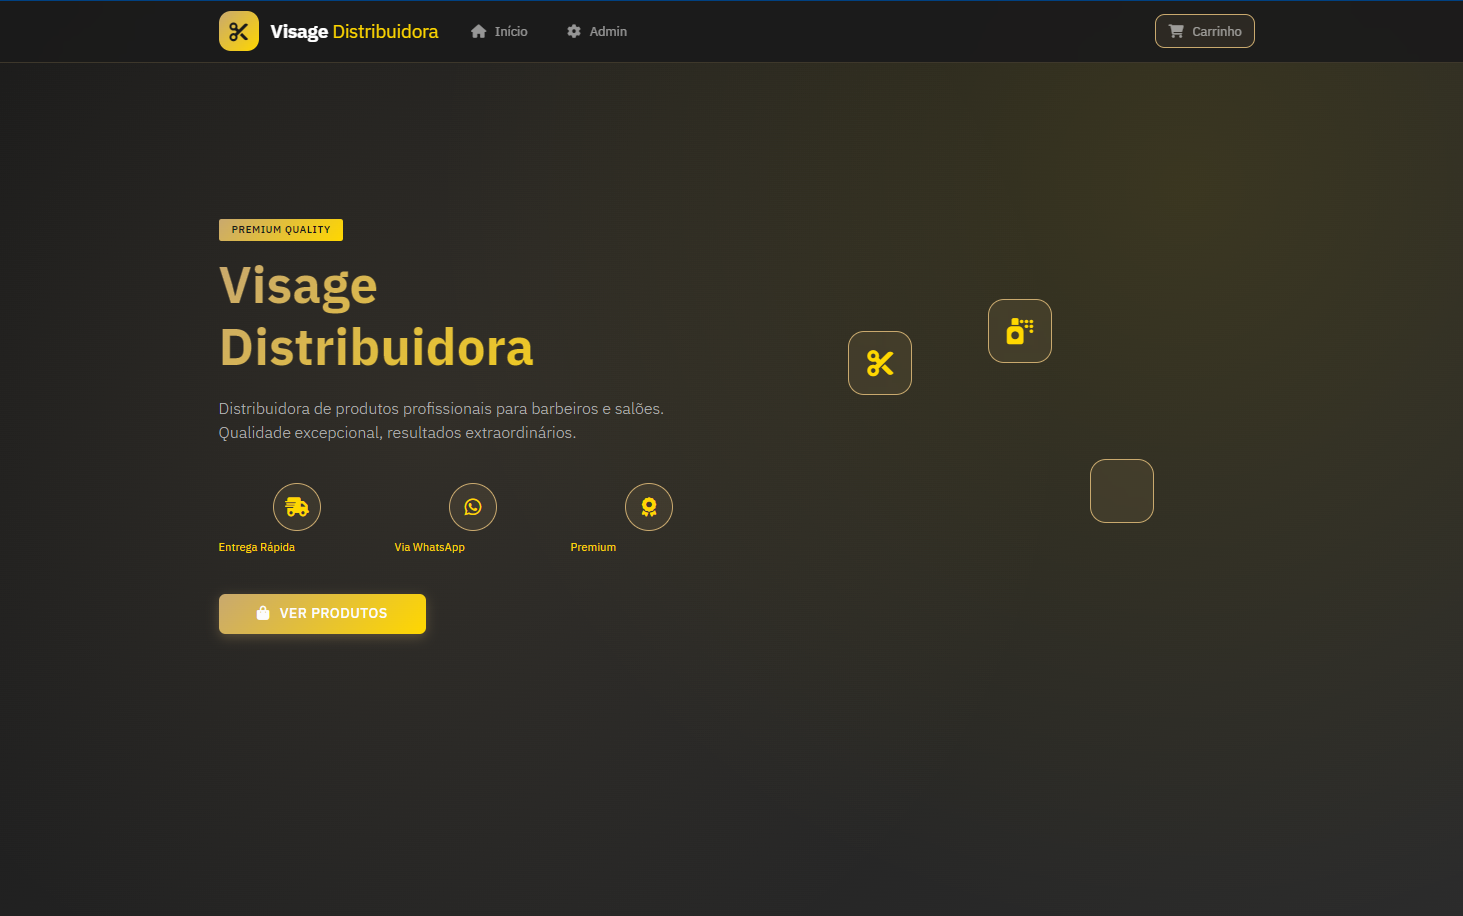 Visage Distribuidora
Início
Admin
Carrinho
PREMIUM QUALITY
Visage
Distribuidora
Distribuidora de produtos profissionais para barbeiros e salões.
Qualidade excepcional, resultados extraordinários.
Entrega Rápida
Via WhatsApp
Premium
VER PRODUTOS